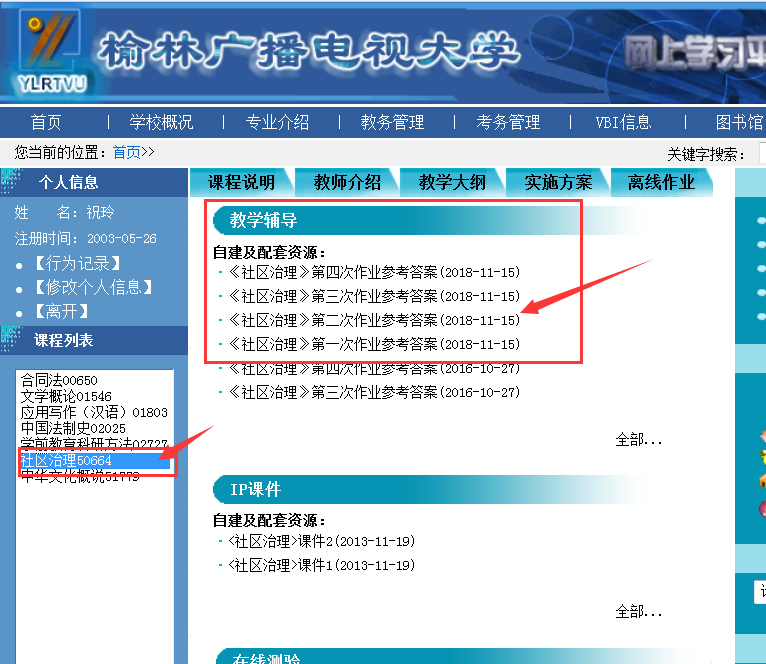 YLRTVU
榆林广播电视大学
网上学习平
首页 | 学校概况 | 专业介绍 | 教务管理 | 考务管理 | VBI信息 | 图书馆
您当前的位置：首页>>
关键字搜索：
个人信息
姓　　名：祝玲
注册时间：2003-05-26
【行为记录】
【修改个人信息】
【离开】
课程列表
合同法00650
文学概论01546
应用写作（汉语）01803
中国法制史02025
学前教育科研方法02727
社区治理50664
中华文化概说51779
课程说明 教师介绍 教学大纲 实施方案 离线作业
教学辅导
自建及配套资源：
·《社区治理》第四次作业参考答案(2018-11-15)
·《社区治理》第三次作业参考答案(2018-11-15)
·《社区治理》第二次作业参考答案(2018-11-15)
·《社区治理》第一次作业参考答案(2018-11-15)
·《社区治理》第四次作业参考答案(2016-10-27)
·《社区治理》第三次作业参考答案(2016-10-27)
全部...
IP课件
自建及配套资源：
·<社区治理>课件2(2013-11-19)
·<社区治理>课件1(2013-11-19)
全部...
在线测验